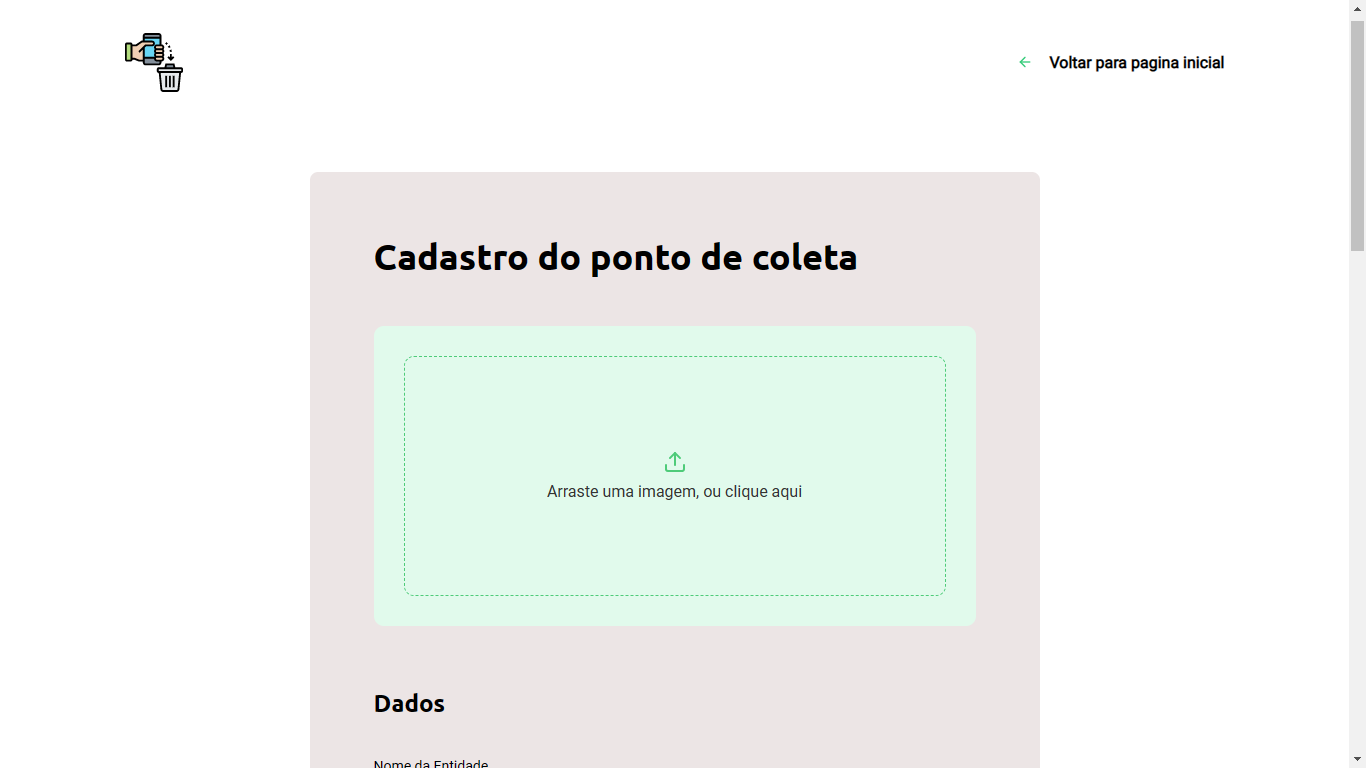 Voltar para pagina inicial
Cadastro do ponto de coleta
Arraste uma imagem, ou clique aqui
Dados
Nome da Entidade